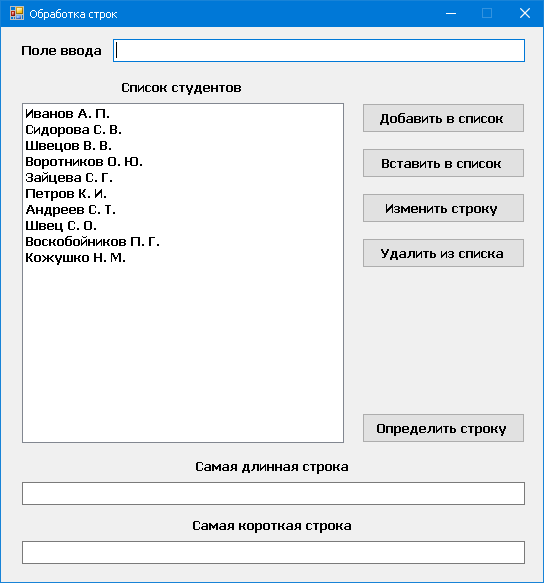 Обработка строк
Поле ввода
Список студентов
Иванов А. П.
Сидорова С. В.
Швецов В. В.
Воротников О. Ю.
Зайцева С. Г.
Петров К. И.
Андреев С. Т.
Швец С. О.
Воскобойников П. Г.
Кожушко Н. М.
Добавить в список
Вставить в список
Изменить строку
Удалить из списка
Определить строку
Самая длинная строка
Самая короткая строка